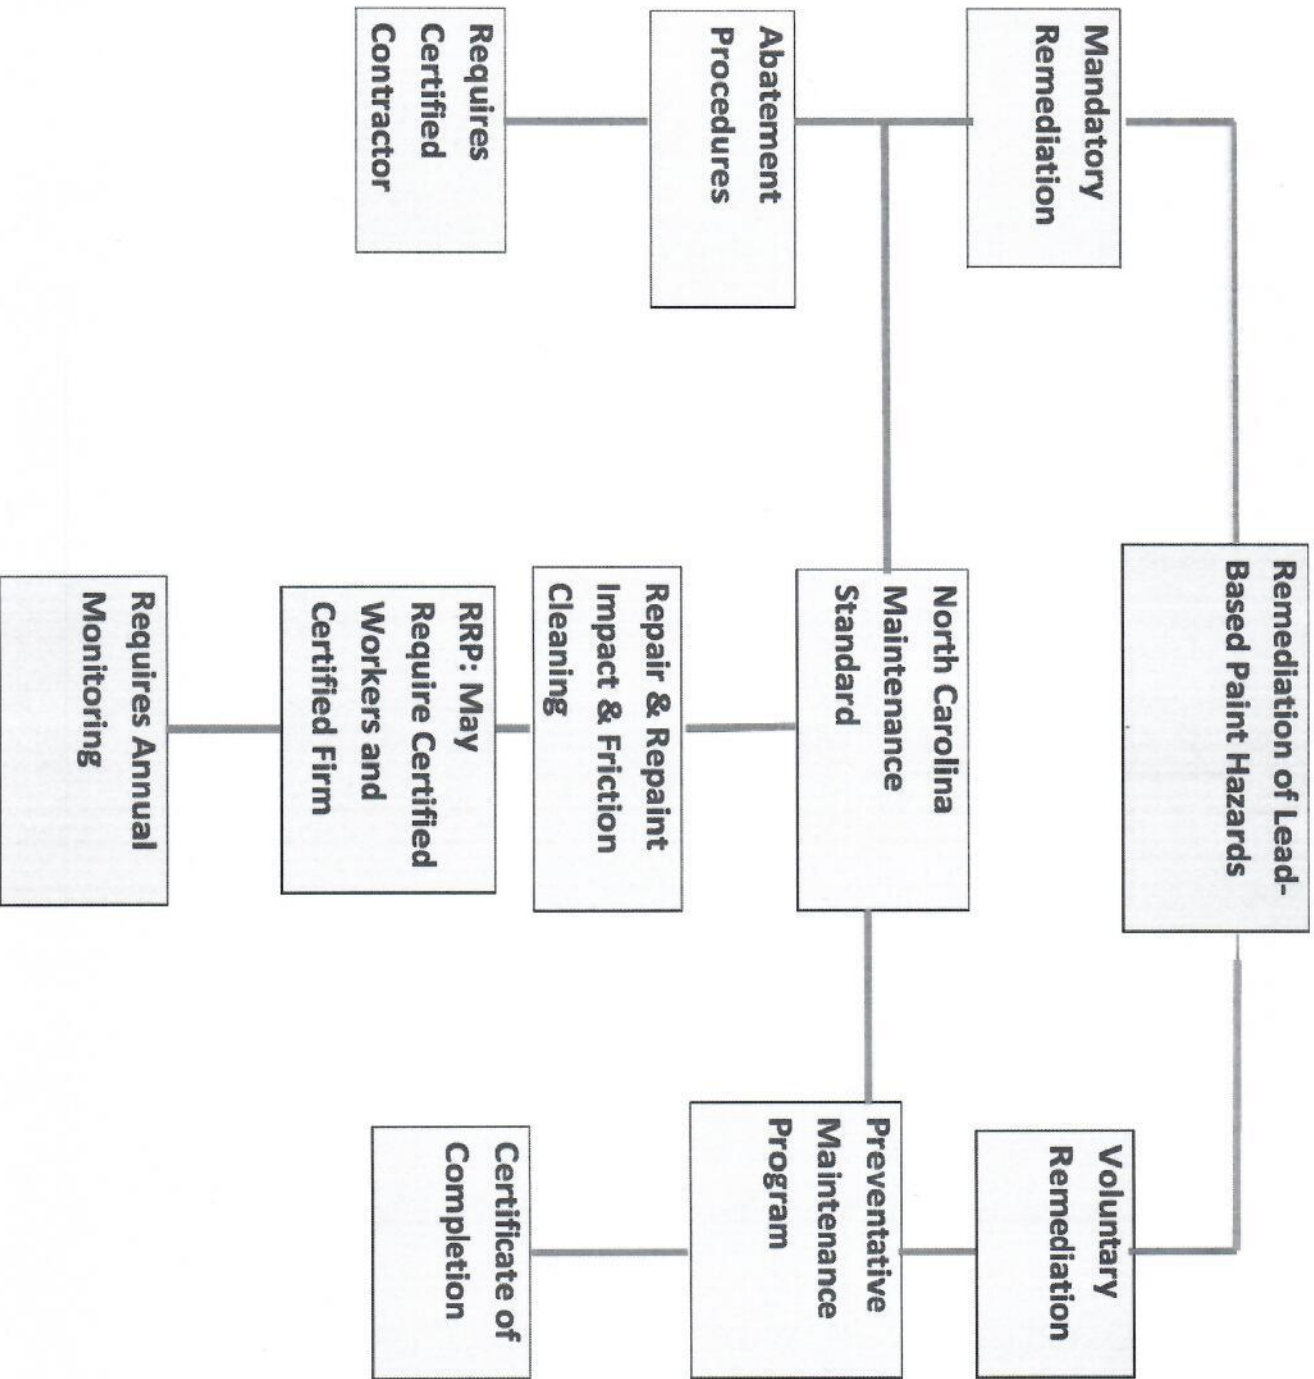 Remediation of Lead-
Based Paint Hazards
Mandatory
Remediation
Voluntary
Remediation
North Carolina
Maintenance
Standard
Preventative
Maintenance
Program
Abatement
Procedures
Repair & Repaint
Impact & Friction
Cleaning
Requires
Certified
Contractor
RRP: May
Require Certified
Workers and
Certified Firm
Certificate of
Completion
Requires Annual
Monitoring